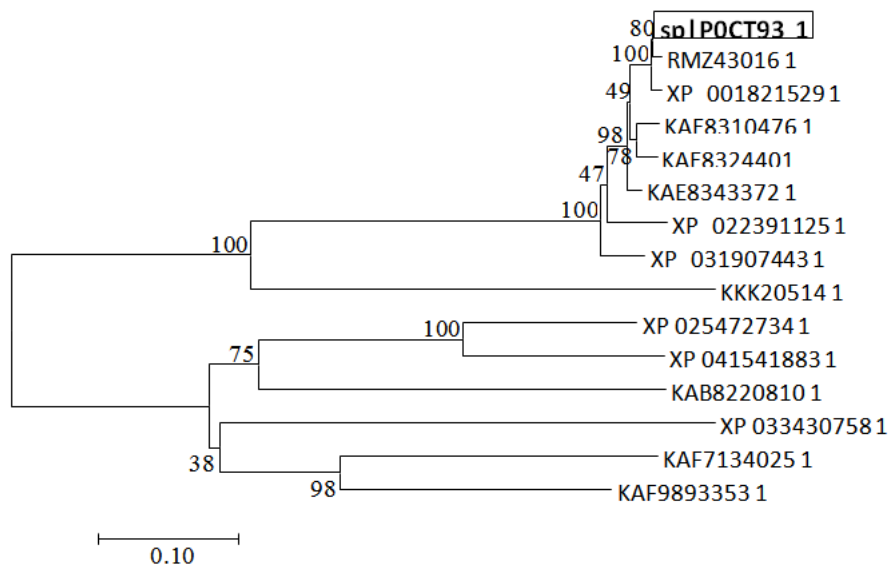 80
sp|P0CT93 1
100
RMZ43016 1
49
XP 001821529 1
KAF8310476 1
98
KAF8324401
78
47
KAE8343372 1
100
XP 022391125 1
100
XP 031907443 1
KKK20514 1
100
XP 025472734 1
75
XP 041541883 1
KAB8220810 1
XP 033430758 1
38
KAF7134025 1
98
KAF9893353 1
0.10